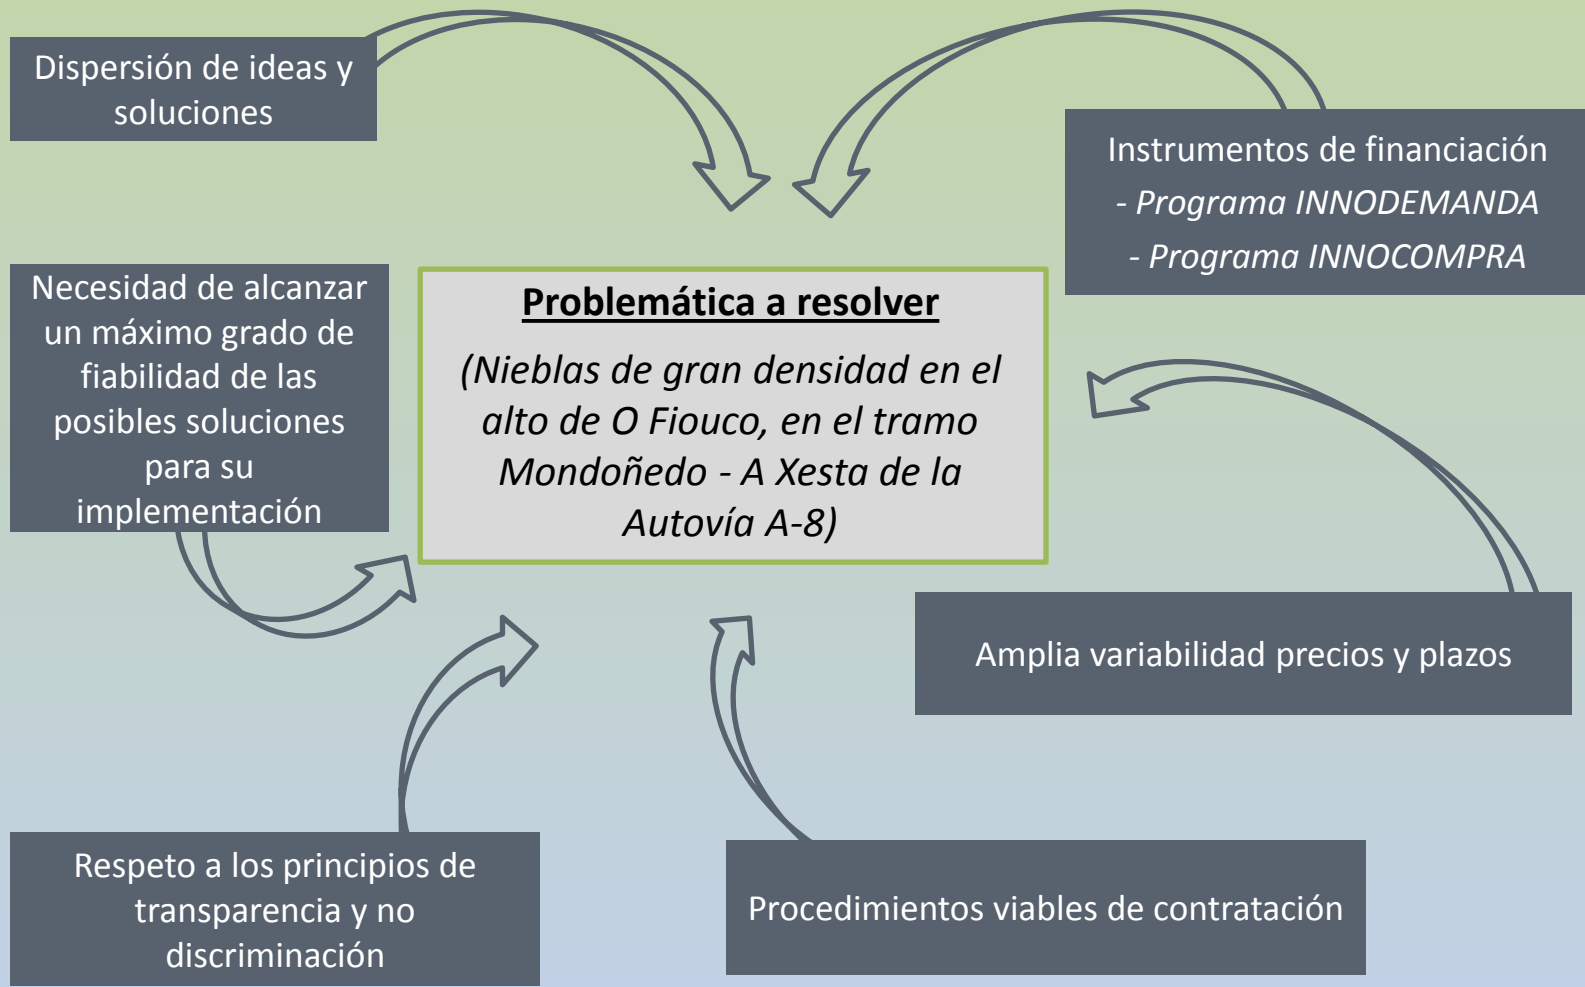 Dispersión de ideas y
soluciones
Instrumentos de financiación
- Programa INNODEMANDA
- Programa INNOCOMPRA
Necesidad de alcanzar
un máximo grado de
fiabilidad de las
posibles soluciones
para su
implementación
Problemática a resolver
(Nieblas de gran densidad en el
alto de O Fiouco, en el tramo
Mondoñedo - A Xesta de la
Autovía A-8)
Amplia variabilidad precios y plazos
Respeto a los principios de
transparencia y no
discriminación
Procedimientos viables de contratación